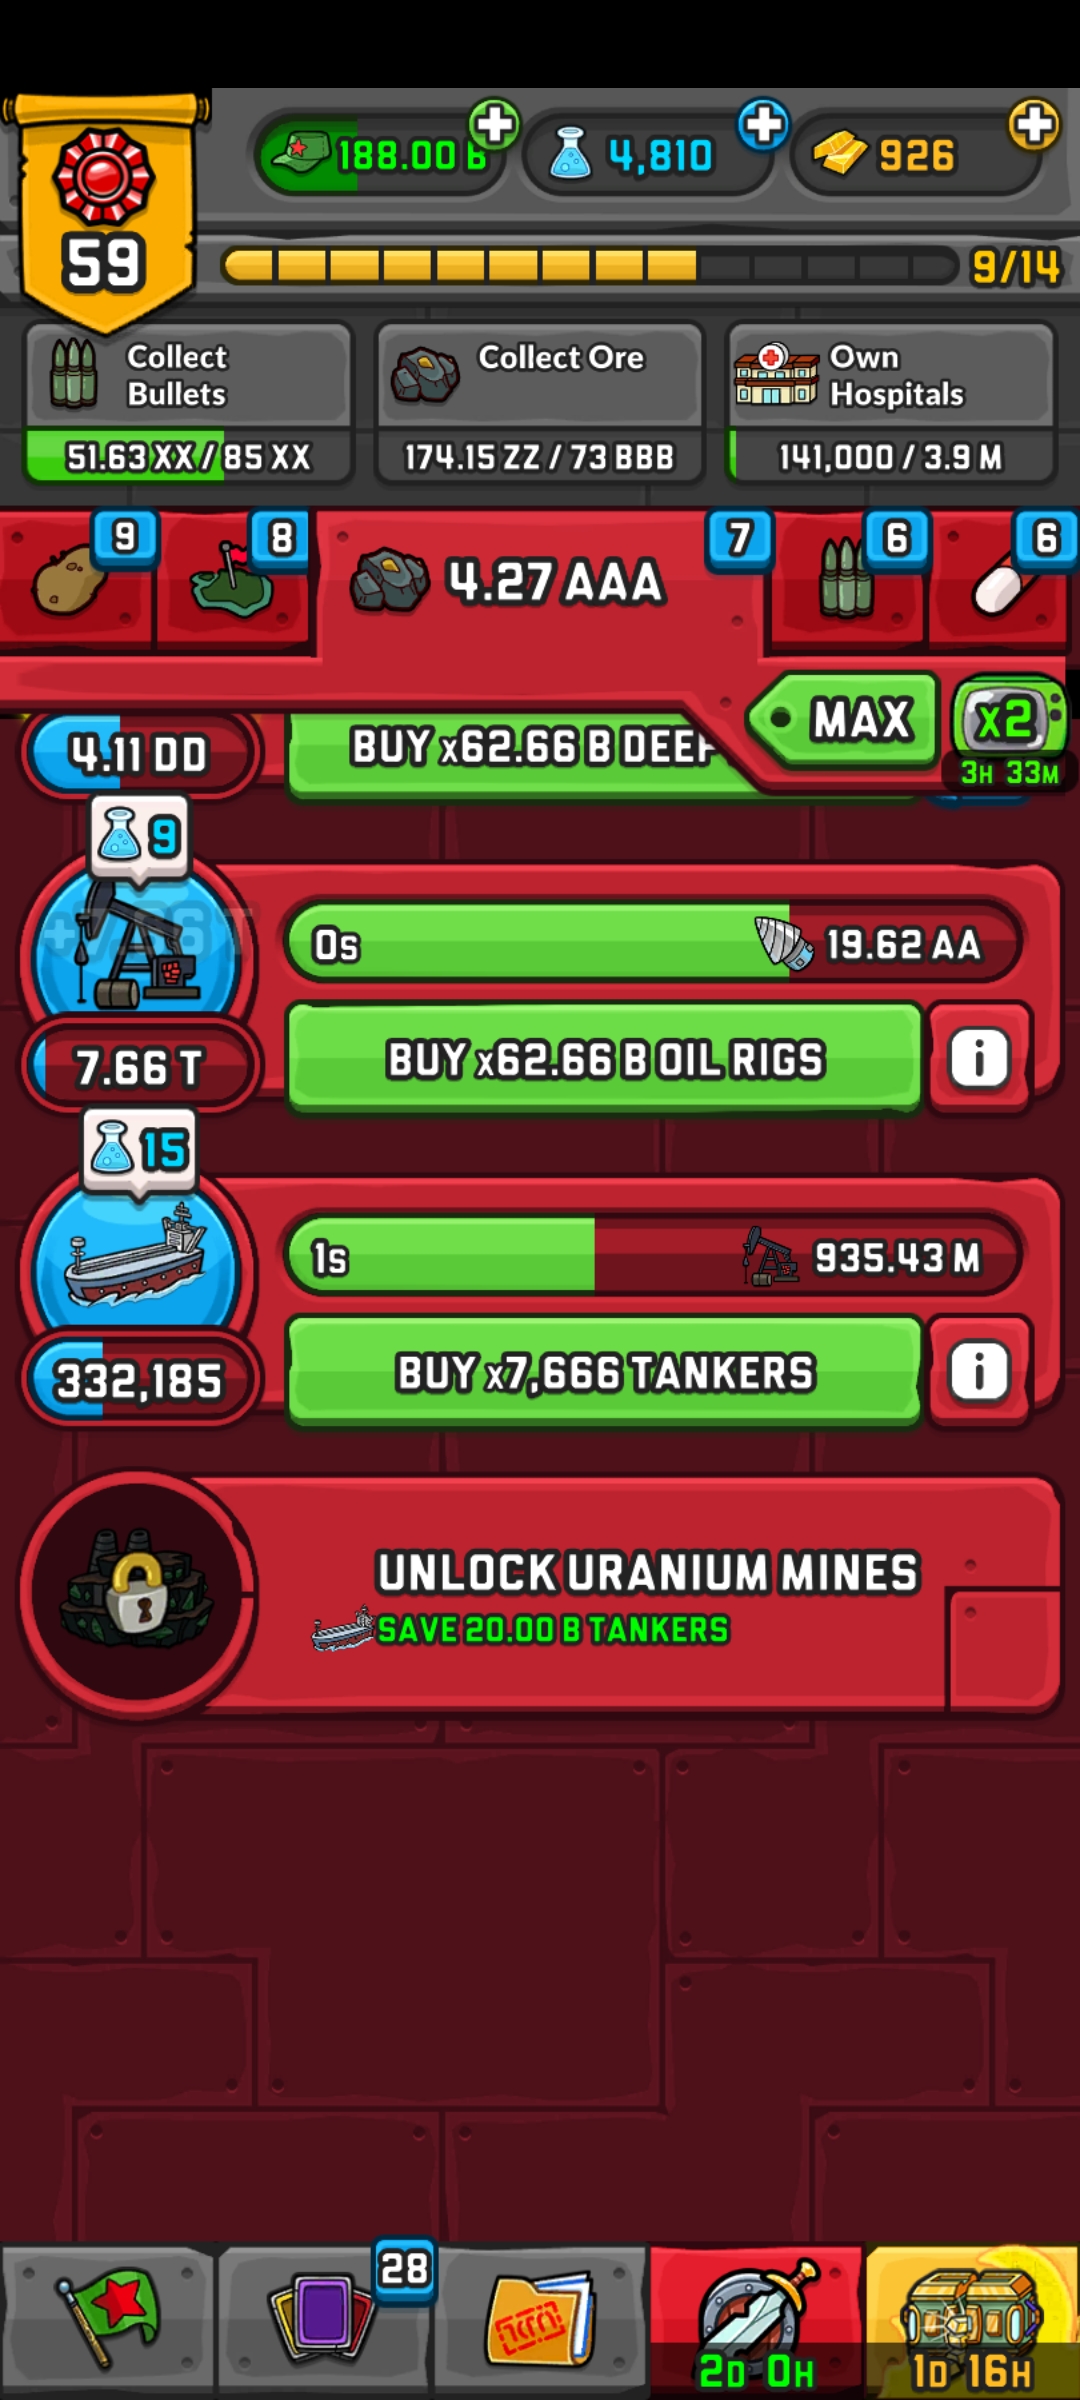 188.00 B
4,810
926
59
9/14
Collect Bullets
51.63 XX / 85 XX
Collect Ore
174.15 ZZ / 73 BBB
Own Hospitals
141,000 / 3.9 M
9
8
4.27 AAA
7
6
6
MAX
x2
3H 33M
4.11 DD
BUY x62.66 B DEEP
9
0s
19.62 AA
7.66 T
BUY x62.66 B OIL RIGS
i
15
1s
935.43 M
332,185
BUY x7,666 TANKERS
i
UNLOCK URANIUM MINES
SAVE 20.00 B TANKERS
28
2D 0H
1D 16H